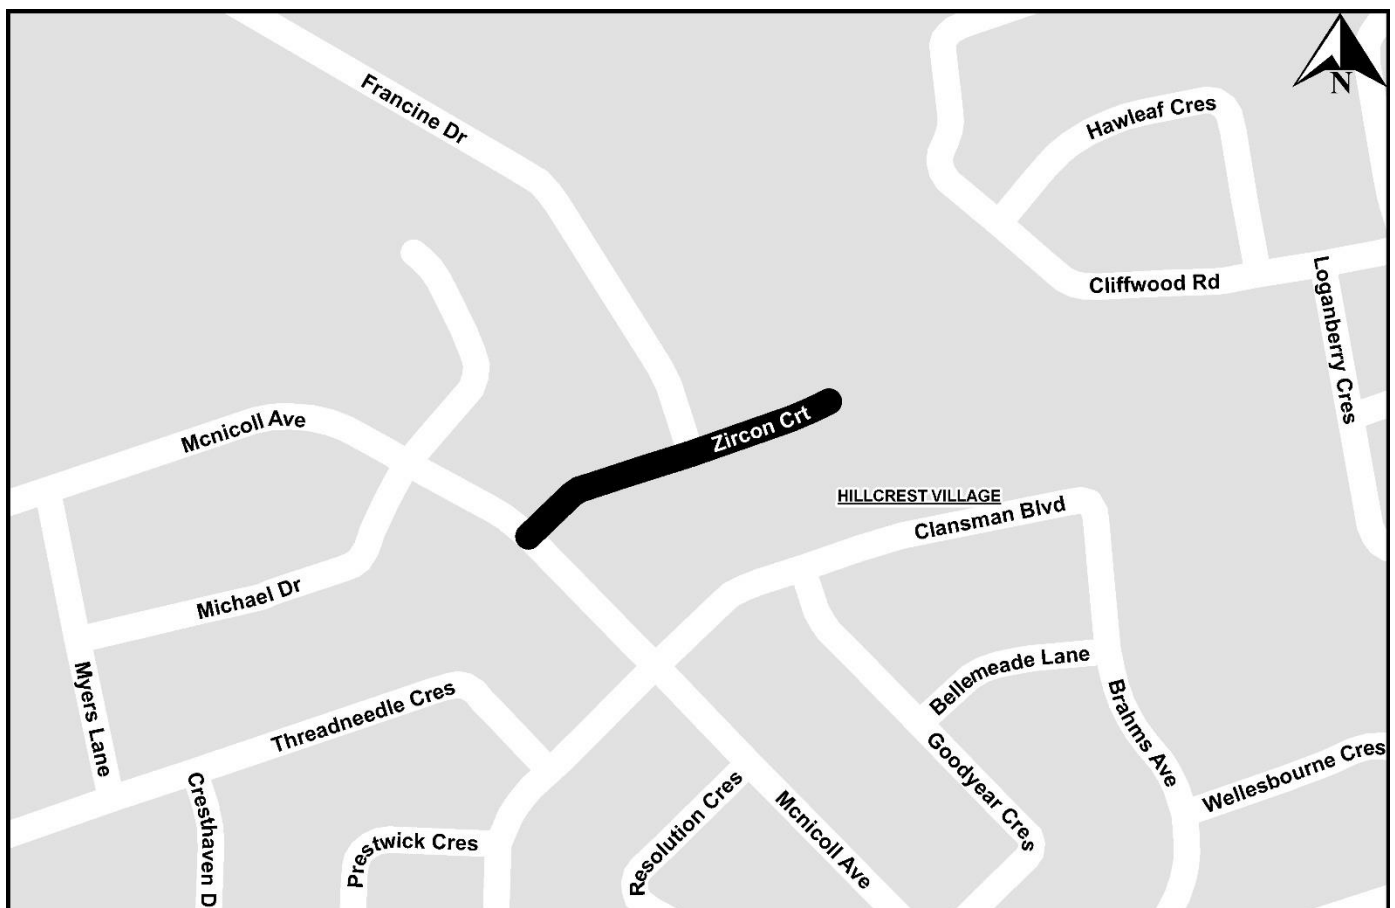 N
Francine Dr
Hawleaf Cres
Cliffwood Rd
Loganberry Cres
Mcnicoll Ave
Zircon Crt
HILLCREST VILLAGE
Clansman Blvd
Michael Dr
Myers Lane
Threadneedle Cres
Bellemeade Lane
Brahms Ave
Goodyear Cres
Wellesbourne Cres
Cresthaven D
Prestwick Cres
Resolution Cres
Mcnicoll Ave